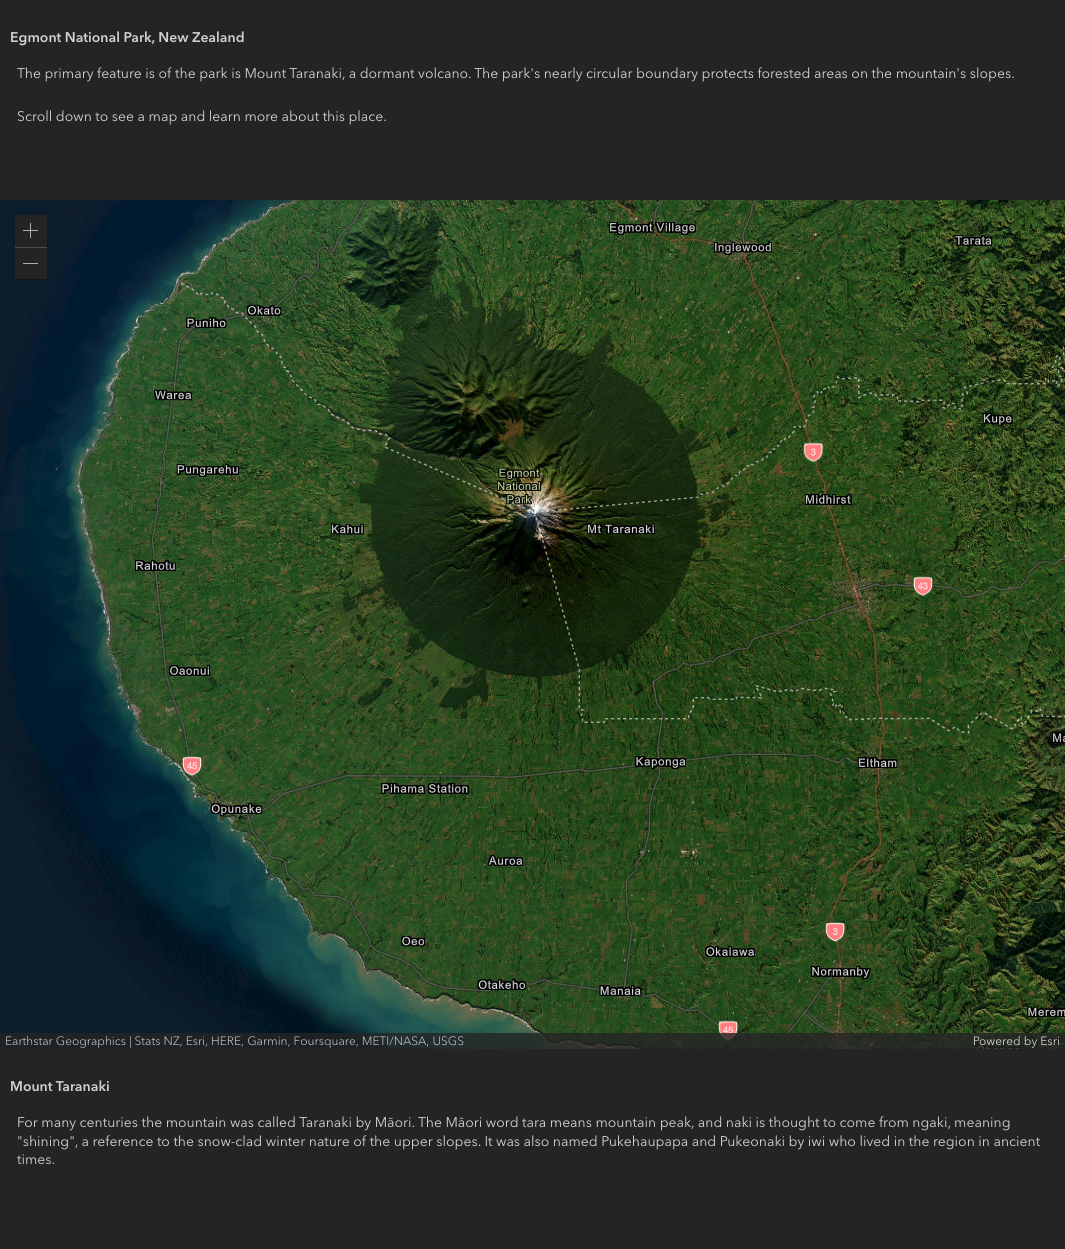 Egmont National Park, New Zealand
The primary feature is of the park is Mount Taranaki, a dormant volcano. The park's nearly circular boundary protects forested areas on the mountain's slopes.
Scroll down to see a map and learn more about this place.
Egmont Village
Inglewood
Tarata
Okato
Puniho
Warea
Kupe
3
Pungarehu
Egmont
National
Park
Midhirst
Kahui
Mt Taranaki
Rahotu
43
Oaonui
Ma
45
Kaponga
Eltham
Pihama Station
Opunake
Auroa
3
Oeo
Okaiawa
Normanby
Otakeho
Manaia
Merem
45
Earthstar Geographics | Stats NZ, Esri, HERE, Garmin, Foursquare, METI/NASA, USGS
Powered by Esri
Mount Taranaki
For many centuries the mountain was called Taranaki by Māori. The Māori word tara means mountain peak, and naki is thought to come from ngaki, meaning
"shining", a reference to the snow-clad winter nature of the upper slopes. It was also named Pukehaupapa and Pukeonaki by iwi who lived in the region in ancient
times.